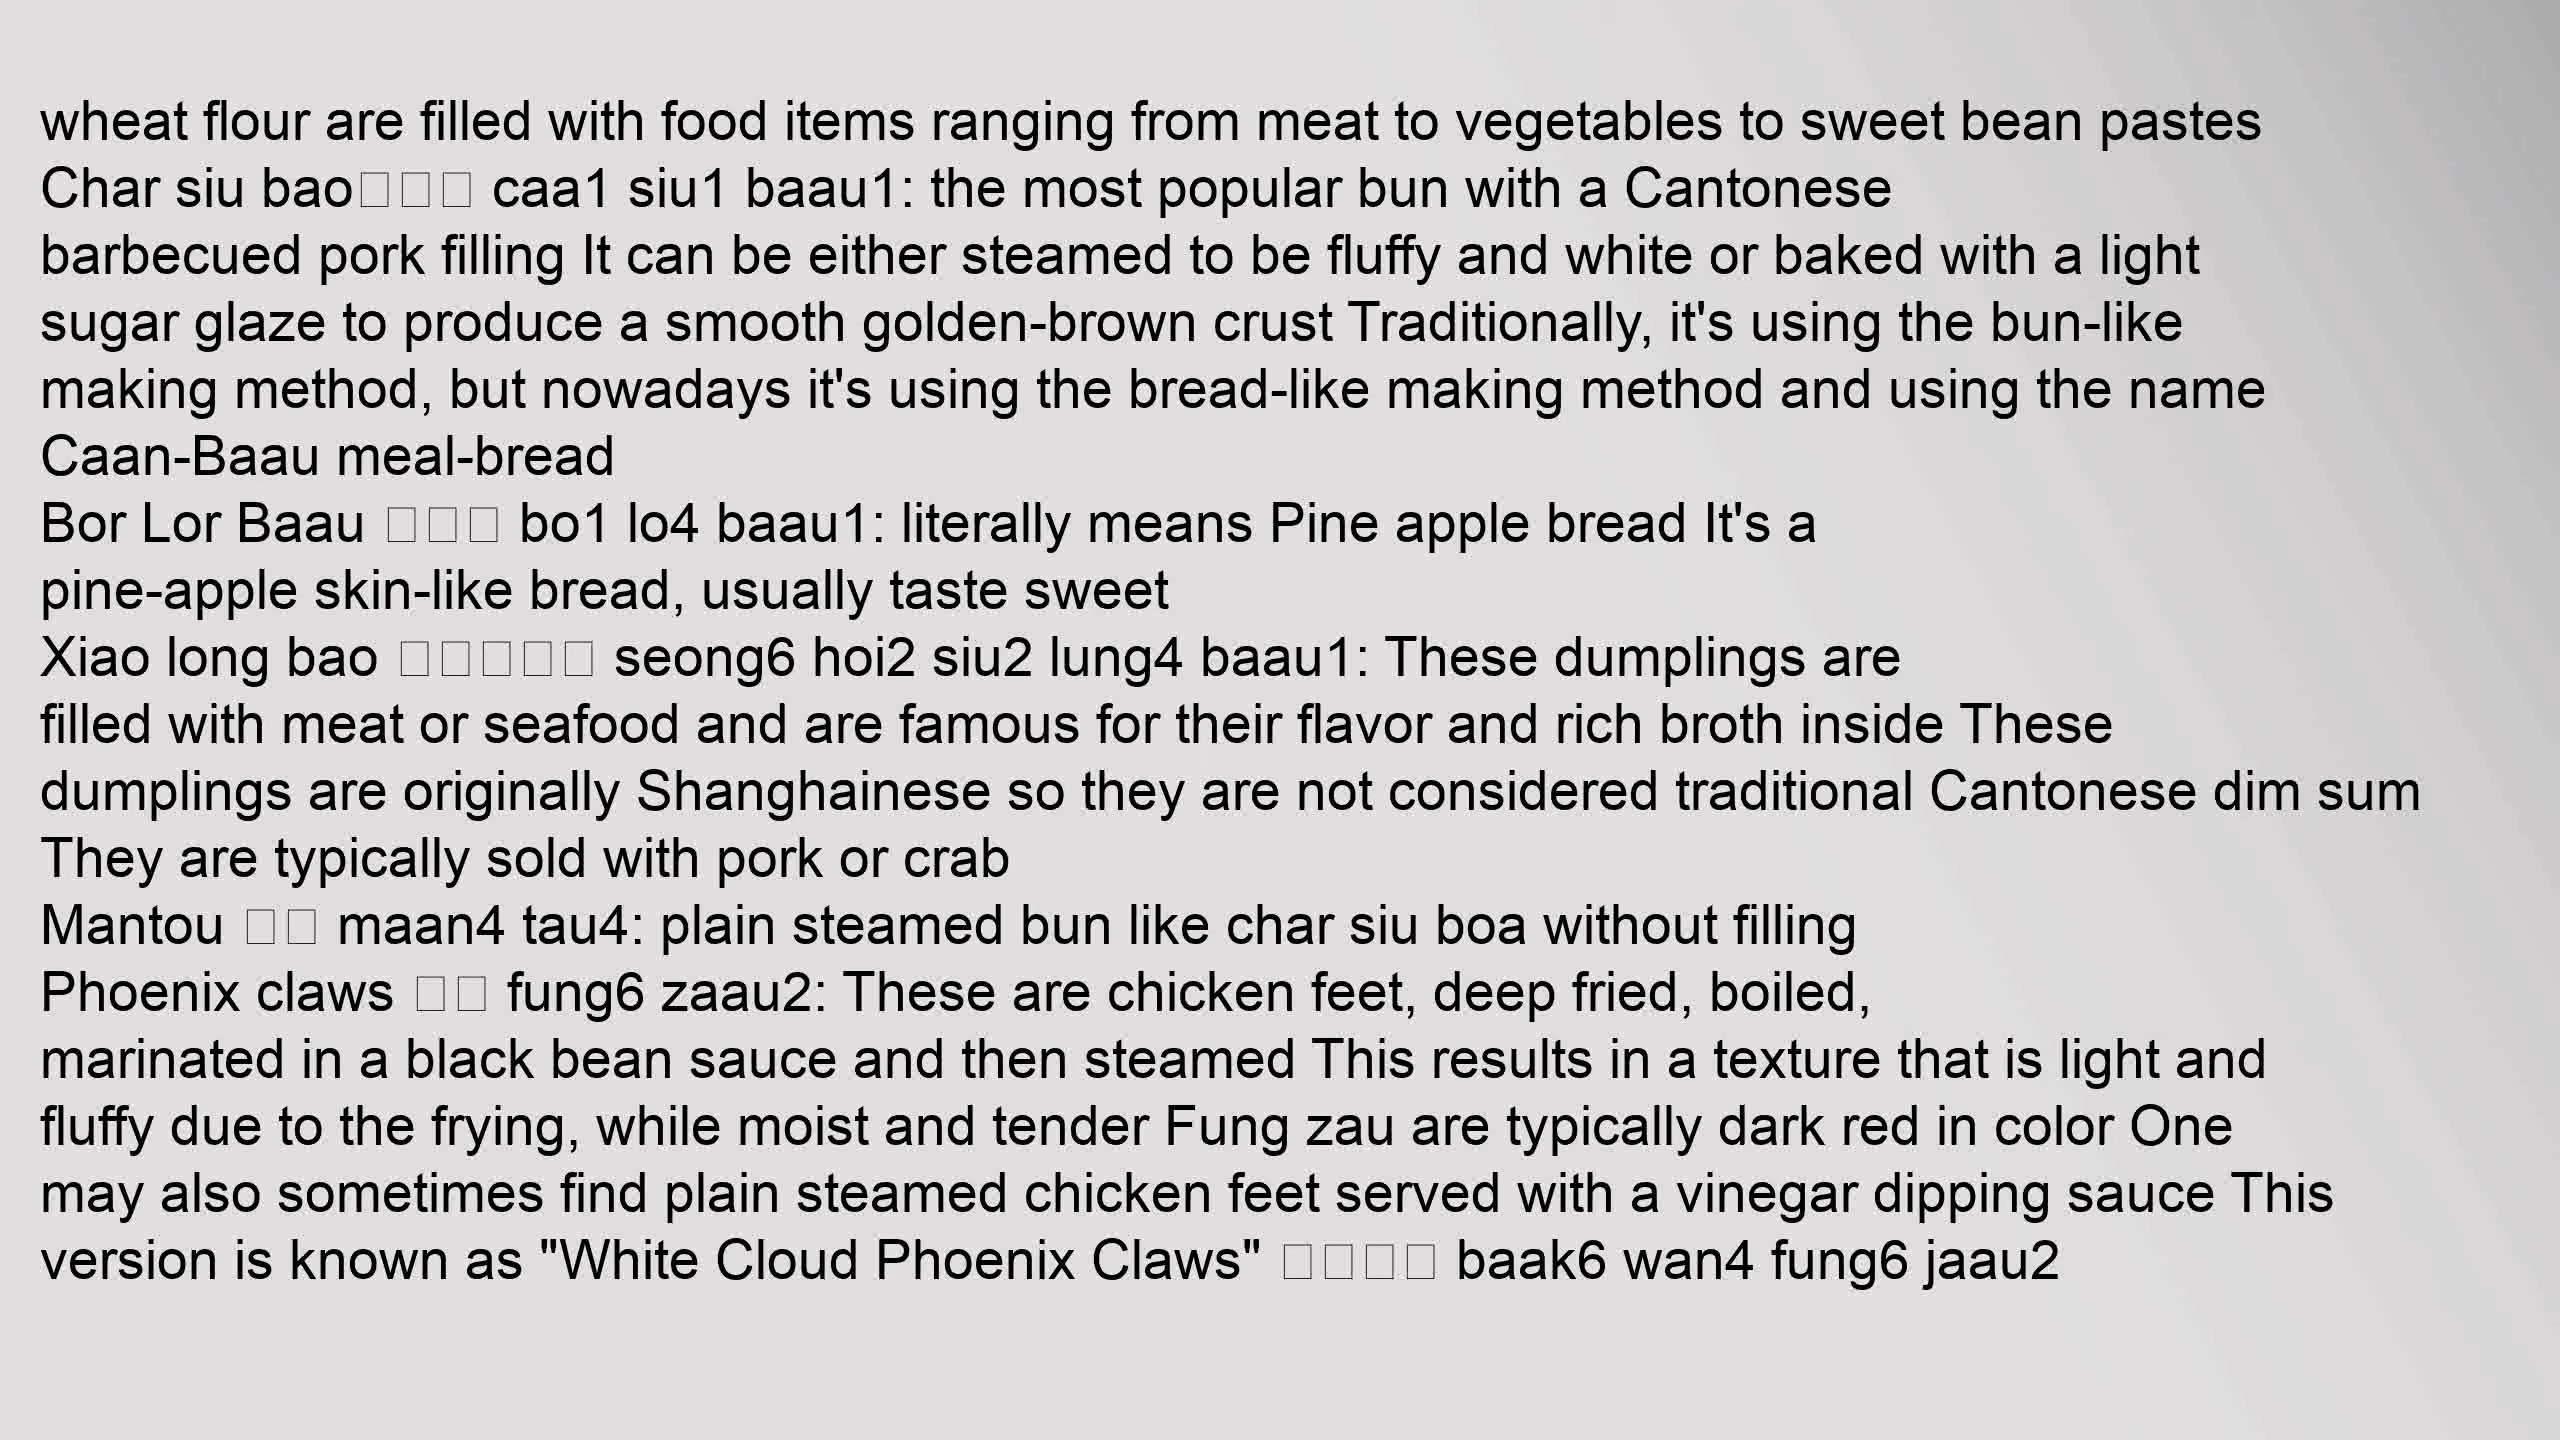 wheat flour are filled with food items ranging from meat to vegetables to sweet bean pastes
Char siu bao□□□ caa1 siu1 baau1: the most popular bun with a Cantonese
barbecued pork filling It can be either steamed to be fluffy and white or baked with a light
sugar glaze to produce a smooth golden-brown crust Traditionally, it's using the bun-like
making method, but nowadays it's using the bread-like making method and using the name
Caan-Baau meal-bread
Bor Lor Baau □□□ bo1 lo4 baau1: literally means Pine apple bread It's a
pine-apple skin-like bread, usually taste sweet
Xiao long bao □□□□□ seong6 hoi2 siu2 lung4 baau1: These dumplings are
filled with meat or seafood and are famous for their flavor and rich broth inside These
dumplings are originally Shanghainese so they are not considered traditional Cantonese dim sum
They are typically sold with pork or crab
Mantou □□ maan4 tau4: plain steamed bun like char siu boa without filling
Phoenix claws □□ fung6 zaau2: These are chicken feet, deep fried, boiled,
marinated in a black bean sauce and then steamed This results in a texture that is light and
fluffy due to the frying, while moist and tender Fung zau are typically dark red in color One
may also sometimes find plain steamed chicken feet served with a vinegar dipping sauce This
version is known as "White Cloud Phoenix Claws" □□□□ baak6 wan4 fung6 jaau2